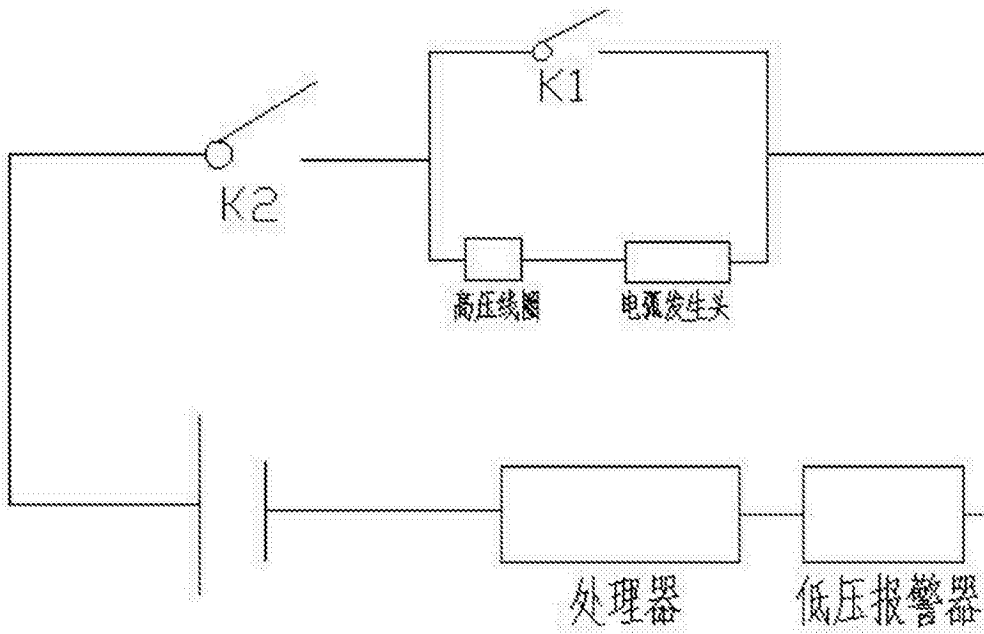 K1
K2
高压线圈
电弧发生头
处理器
低压报警器